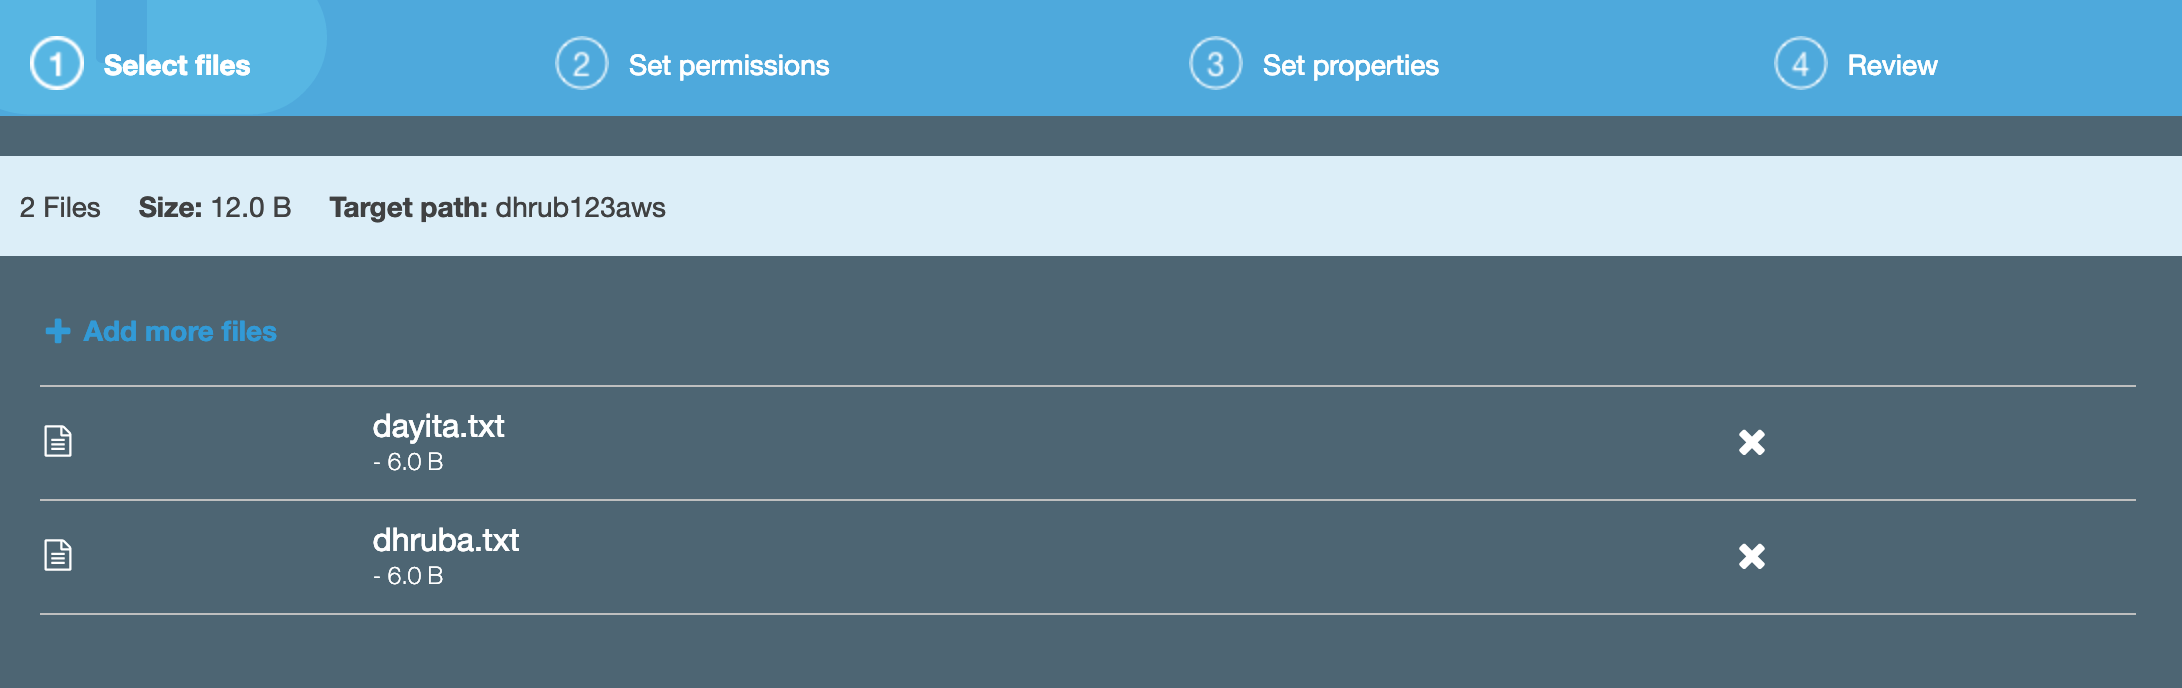 1 Select files 2 Set permissions 3 Set properties 4 Review
2 Files Size: 12.0 B Target path: dhrub123aws
Add more files
dayita.txt
- 6.0 B
dhruba.txt
- 6.0 B